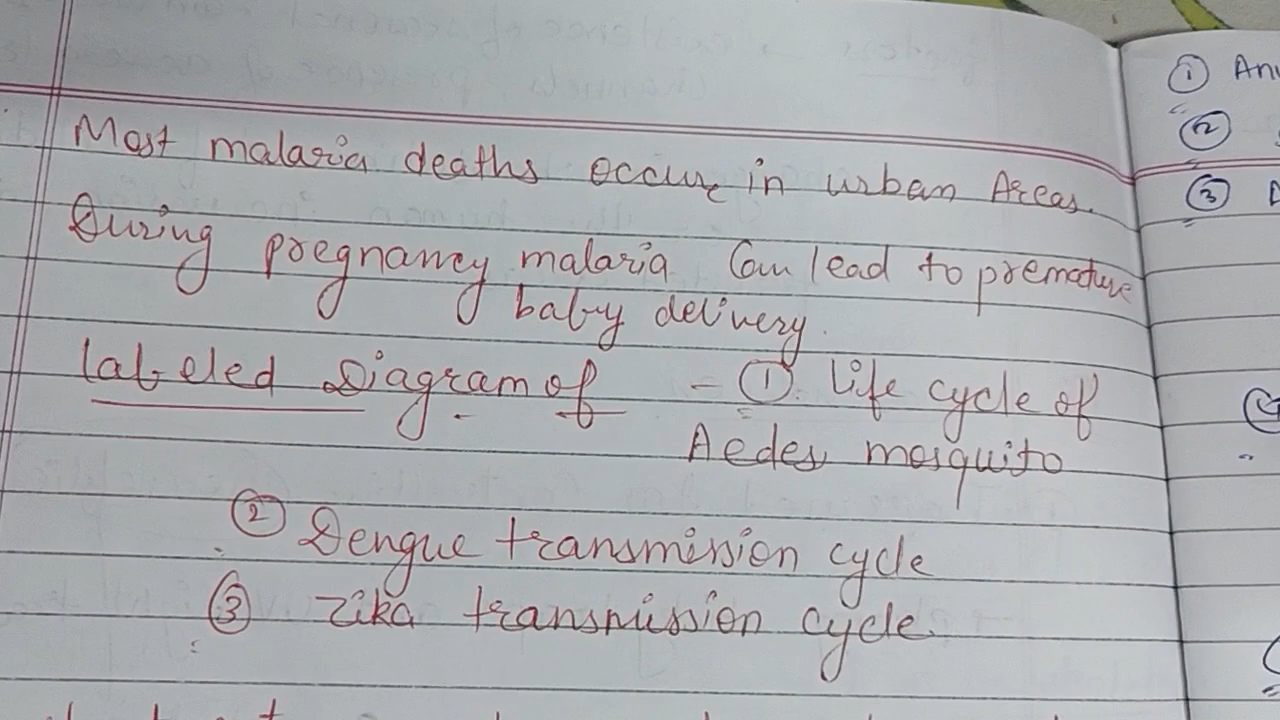 Most malaria deaths occur in urban Areas.
During pregnancy malaria Can lead to premature
baby delivery.
labeled Diagram of - ① Life cycle of
Aedes mosquito
② Dengue transmission cycle
③ zika transmission cycle.
①
②
③